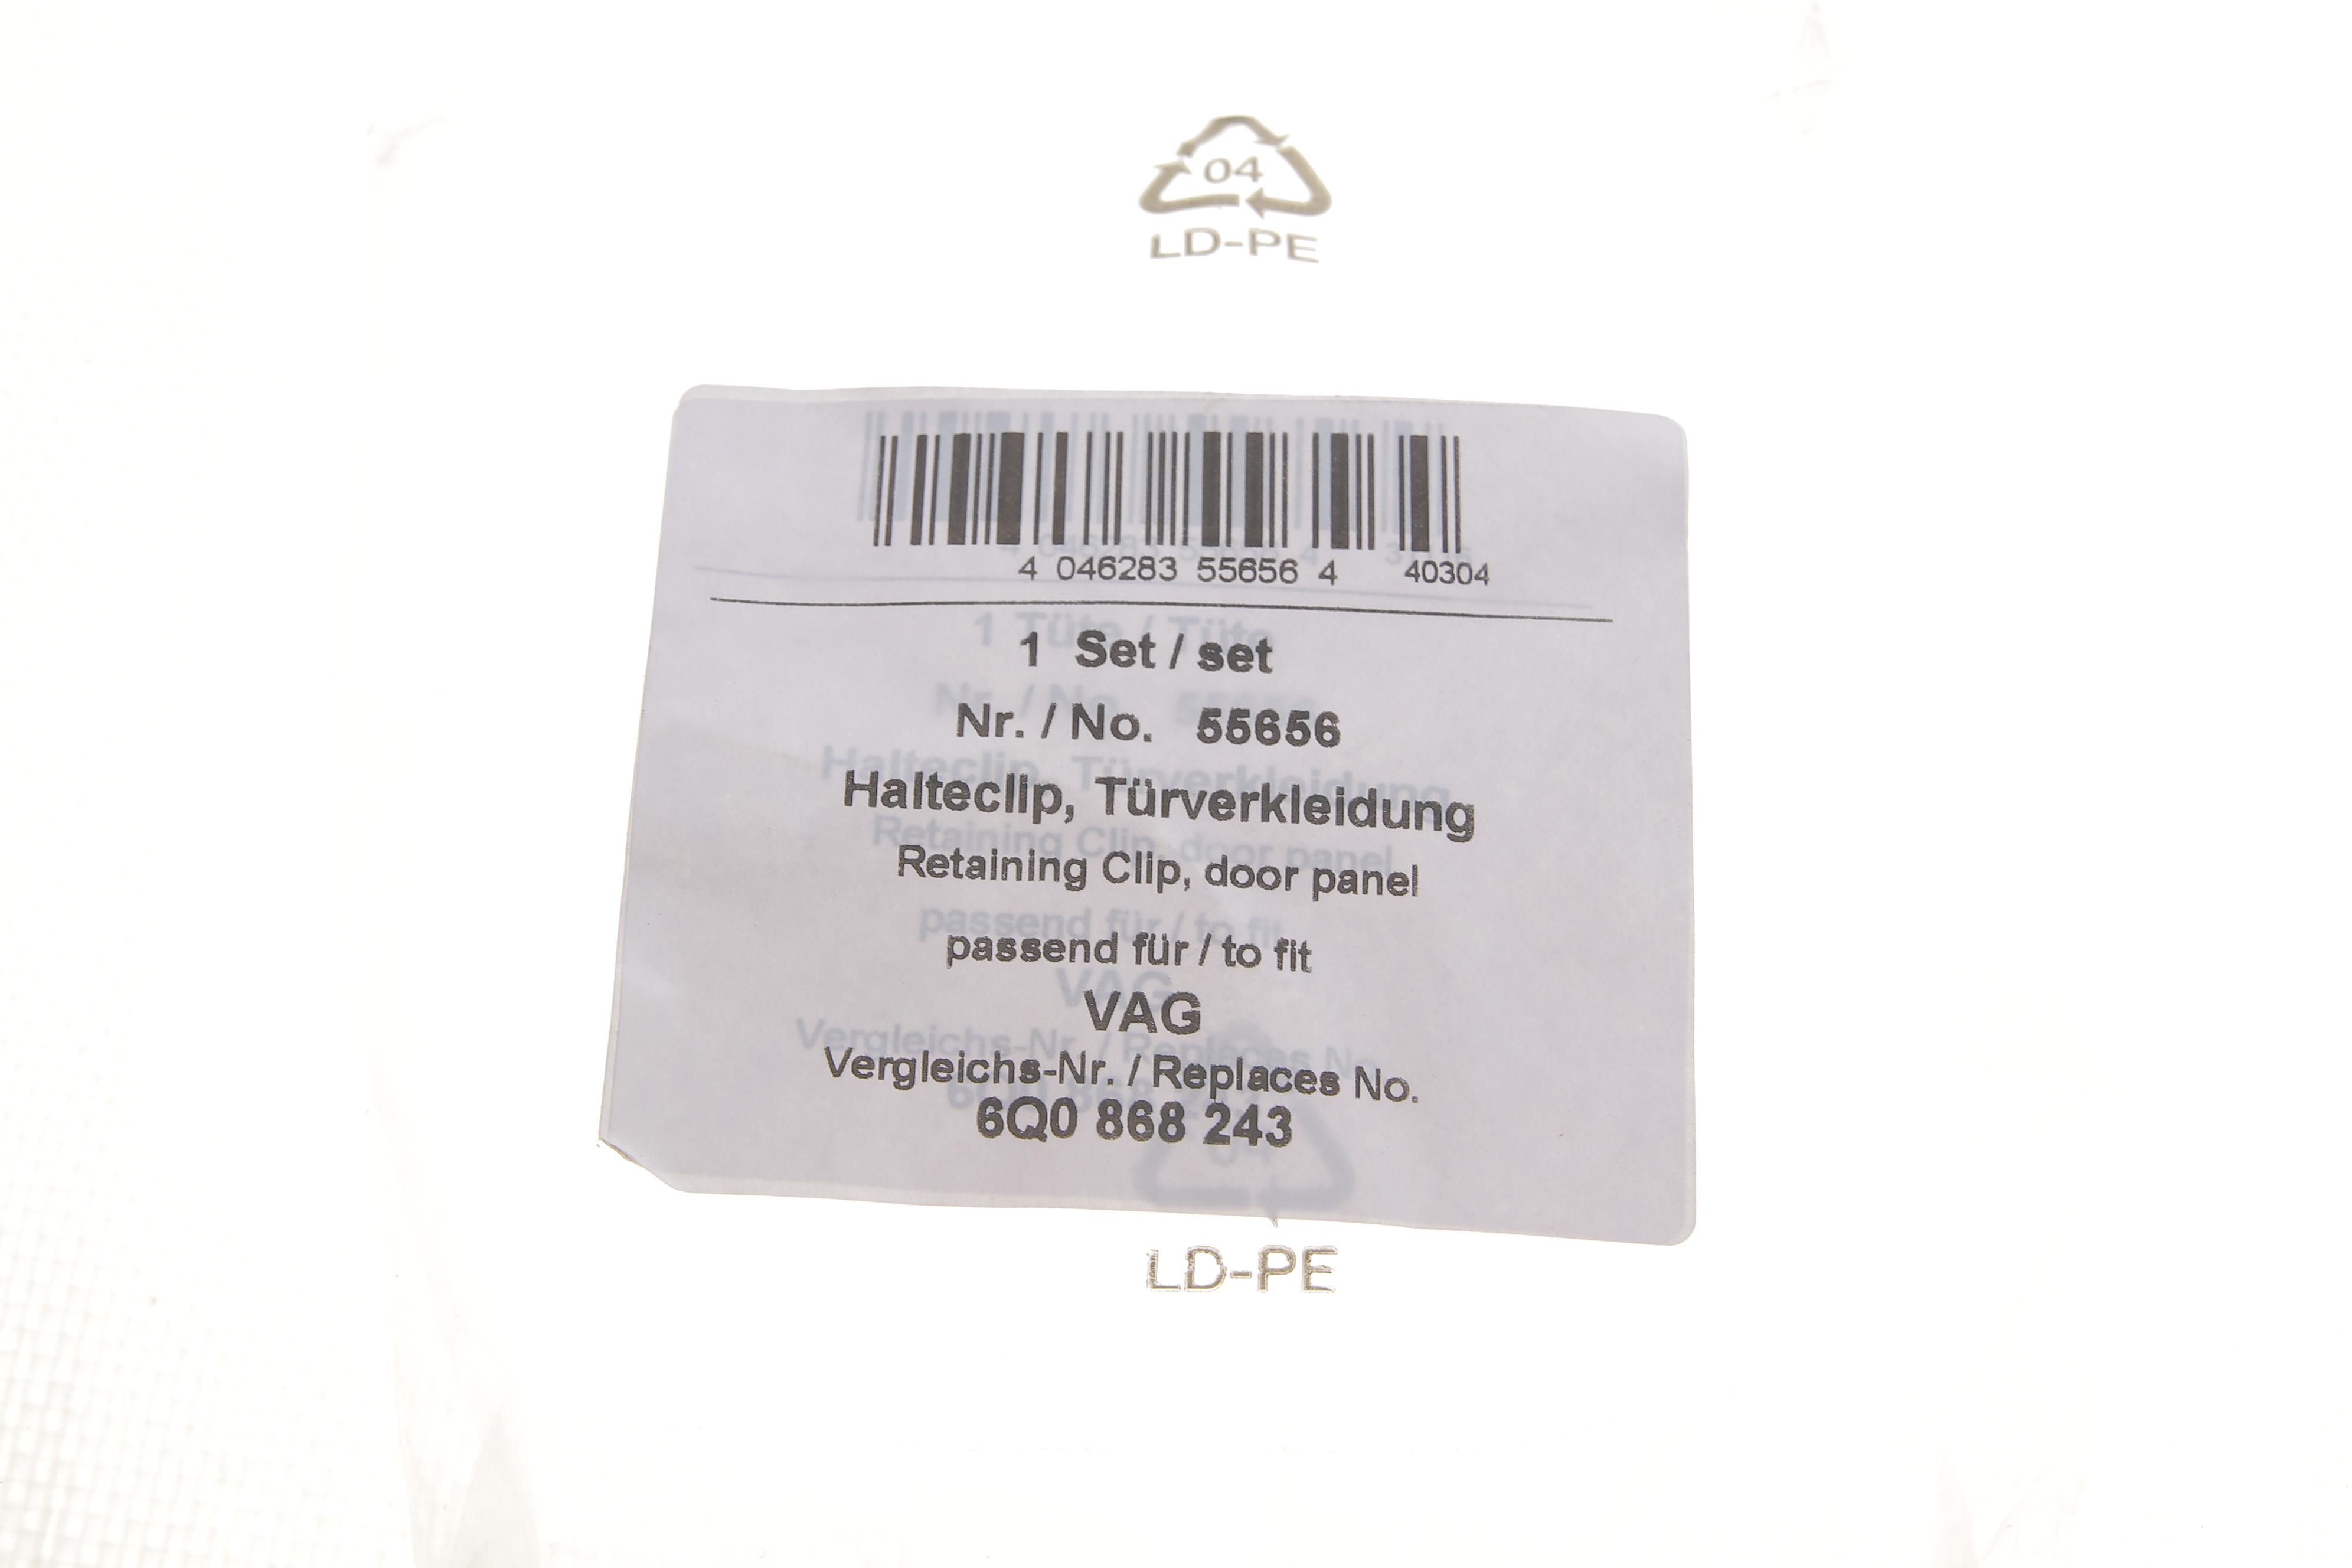 04
LD-PE
4 046283 55656 4 40304
1 Set / set
Nr. / No. 55656
Halteclip, Türverkleidung
Retaining Clip, door panel
passend für / to fit
VAG
Vergleichs-Nr. / Replaces No.
6Q0 868 243
04
LD-PE